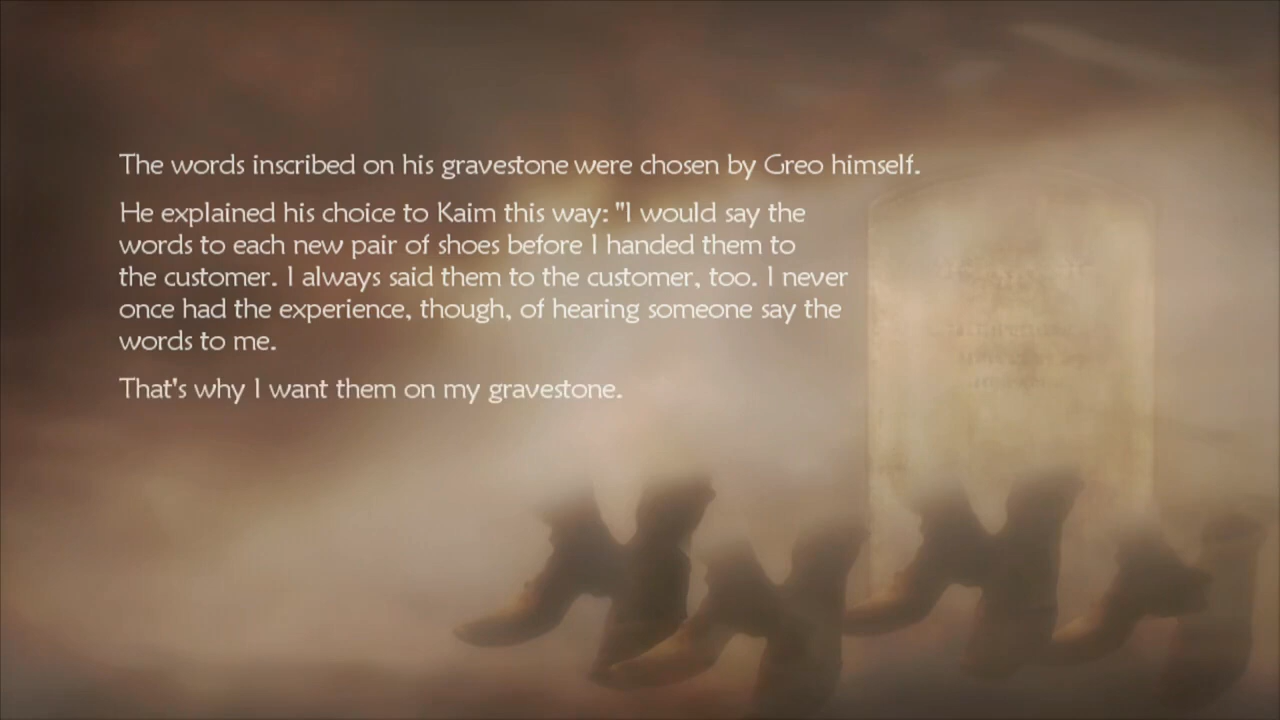 The words inscribed on his gravestone were chosen by Greo himself.
He explained his choice to Kaim this way: "I would say the
words to each new pair of shoes before I handed them to
the customer. I always said them to the customer, too. I never
once had the experience, though, of hearing someone say the
words to me.
That's why I want them on my gravestone.